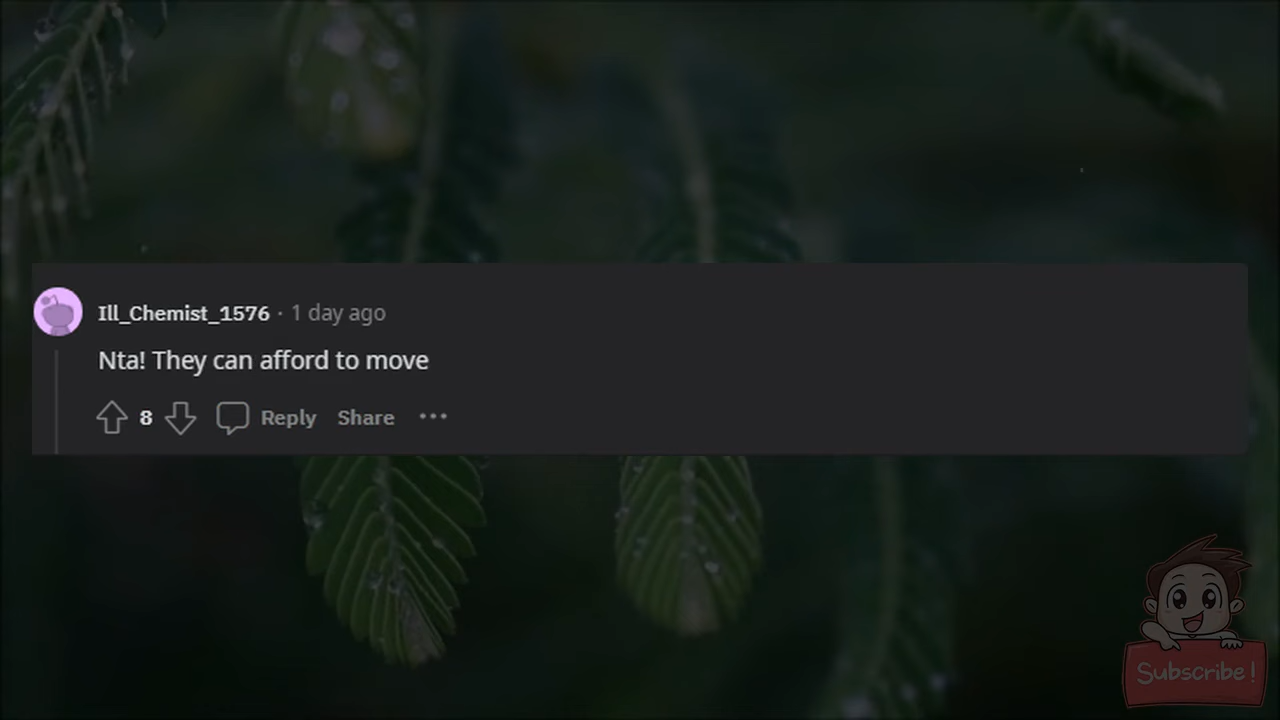 Ill_Chemist_1576 · 1 day ago
Nta! They can afford to move
8 Reply Share ...
Subscribe!